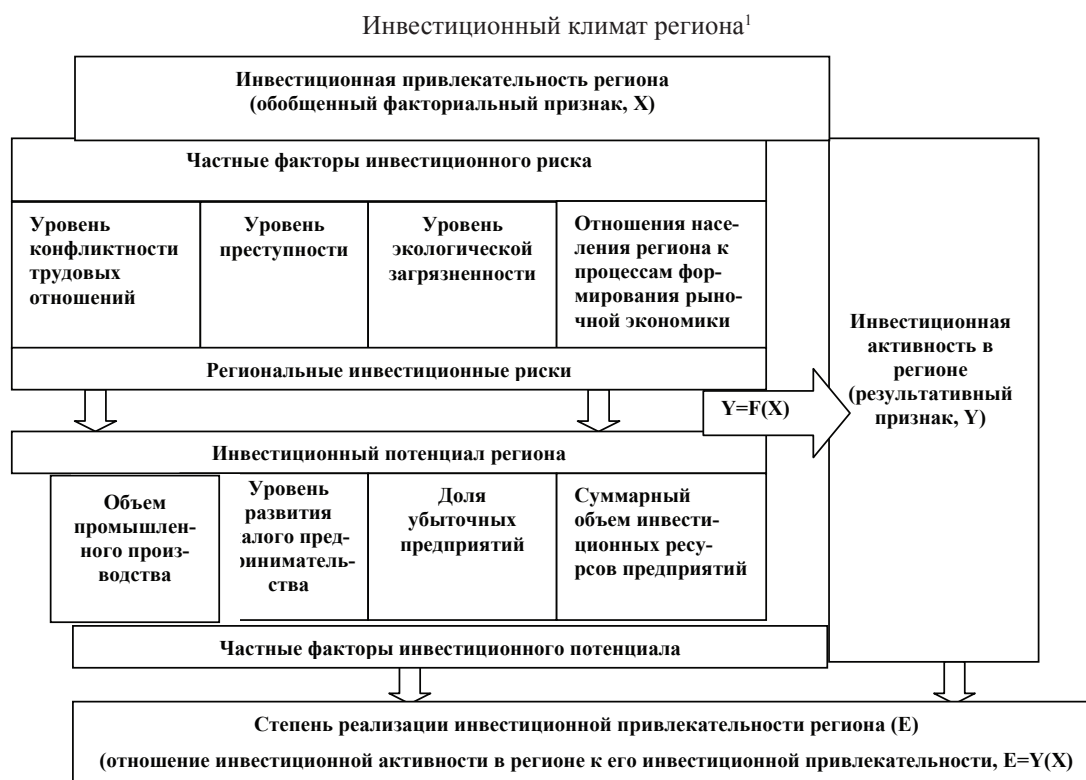 Инвестиционный климат региона¹
Инвестиционная привлекательность региона
(обобщенный факториальный признак, X)
Частные факторы инвестиционного риска
Уровень
конфликтности
трудовых
отношений
Уровень
преступности
Уровень
экологической
загрязненности
Отношения насе-
ления региона к
процессам фор-
мирования рыно-
чной экономики
Региональные инвестиционные риски
Y=F(X)
Инвестиционная
активность в
регионе
(результативный
признак, Y)
Инвестиционный потенциал региона
Объем
промышлен-
ного произ-
водства
Уровень
развития
алого пред-
ринематель-
ства
Доля
убыточных
предприятий
Суммарный
объем инвести-
ционных ресу-
рсов предприятий
Частные факторы инвестиционного потенциала
Степень реализации инвестиционной привлекательности региона (E)
(отношение инвестиционной активности в регионе к его инвестиционной привлекательности, E=Y(X)